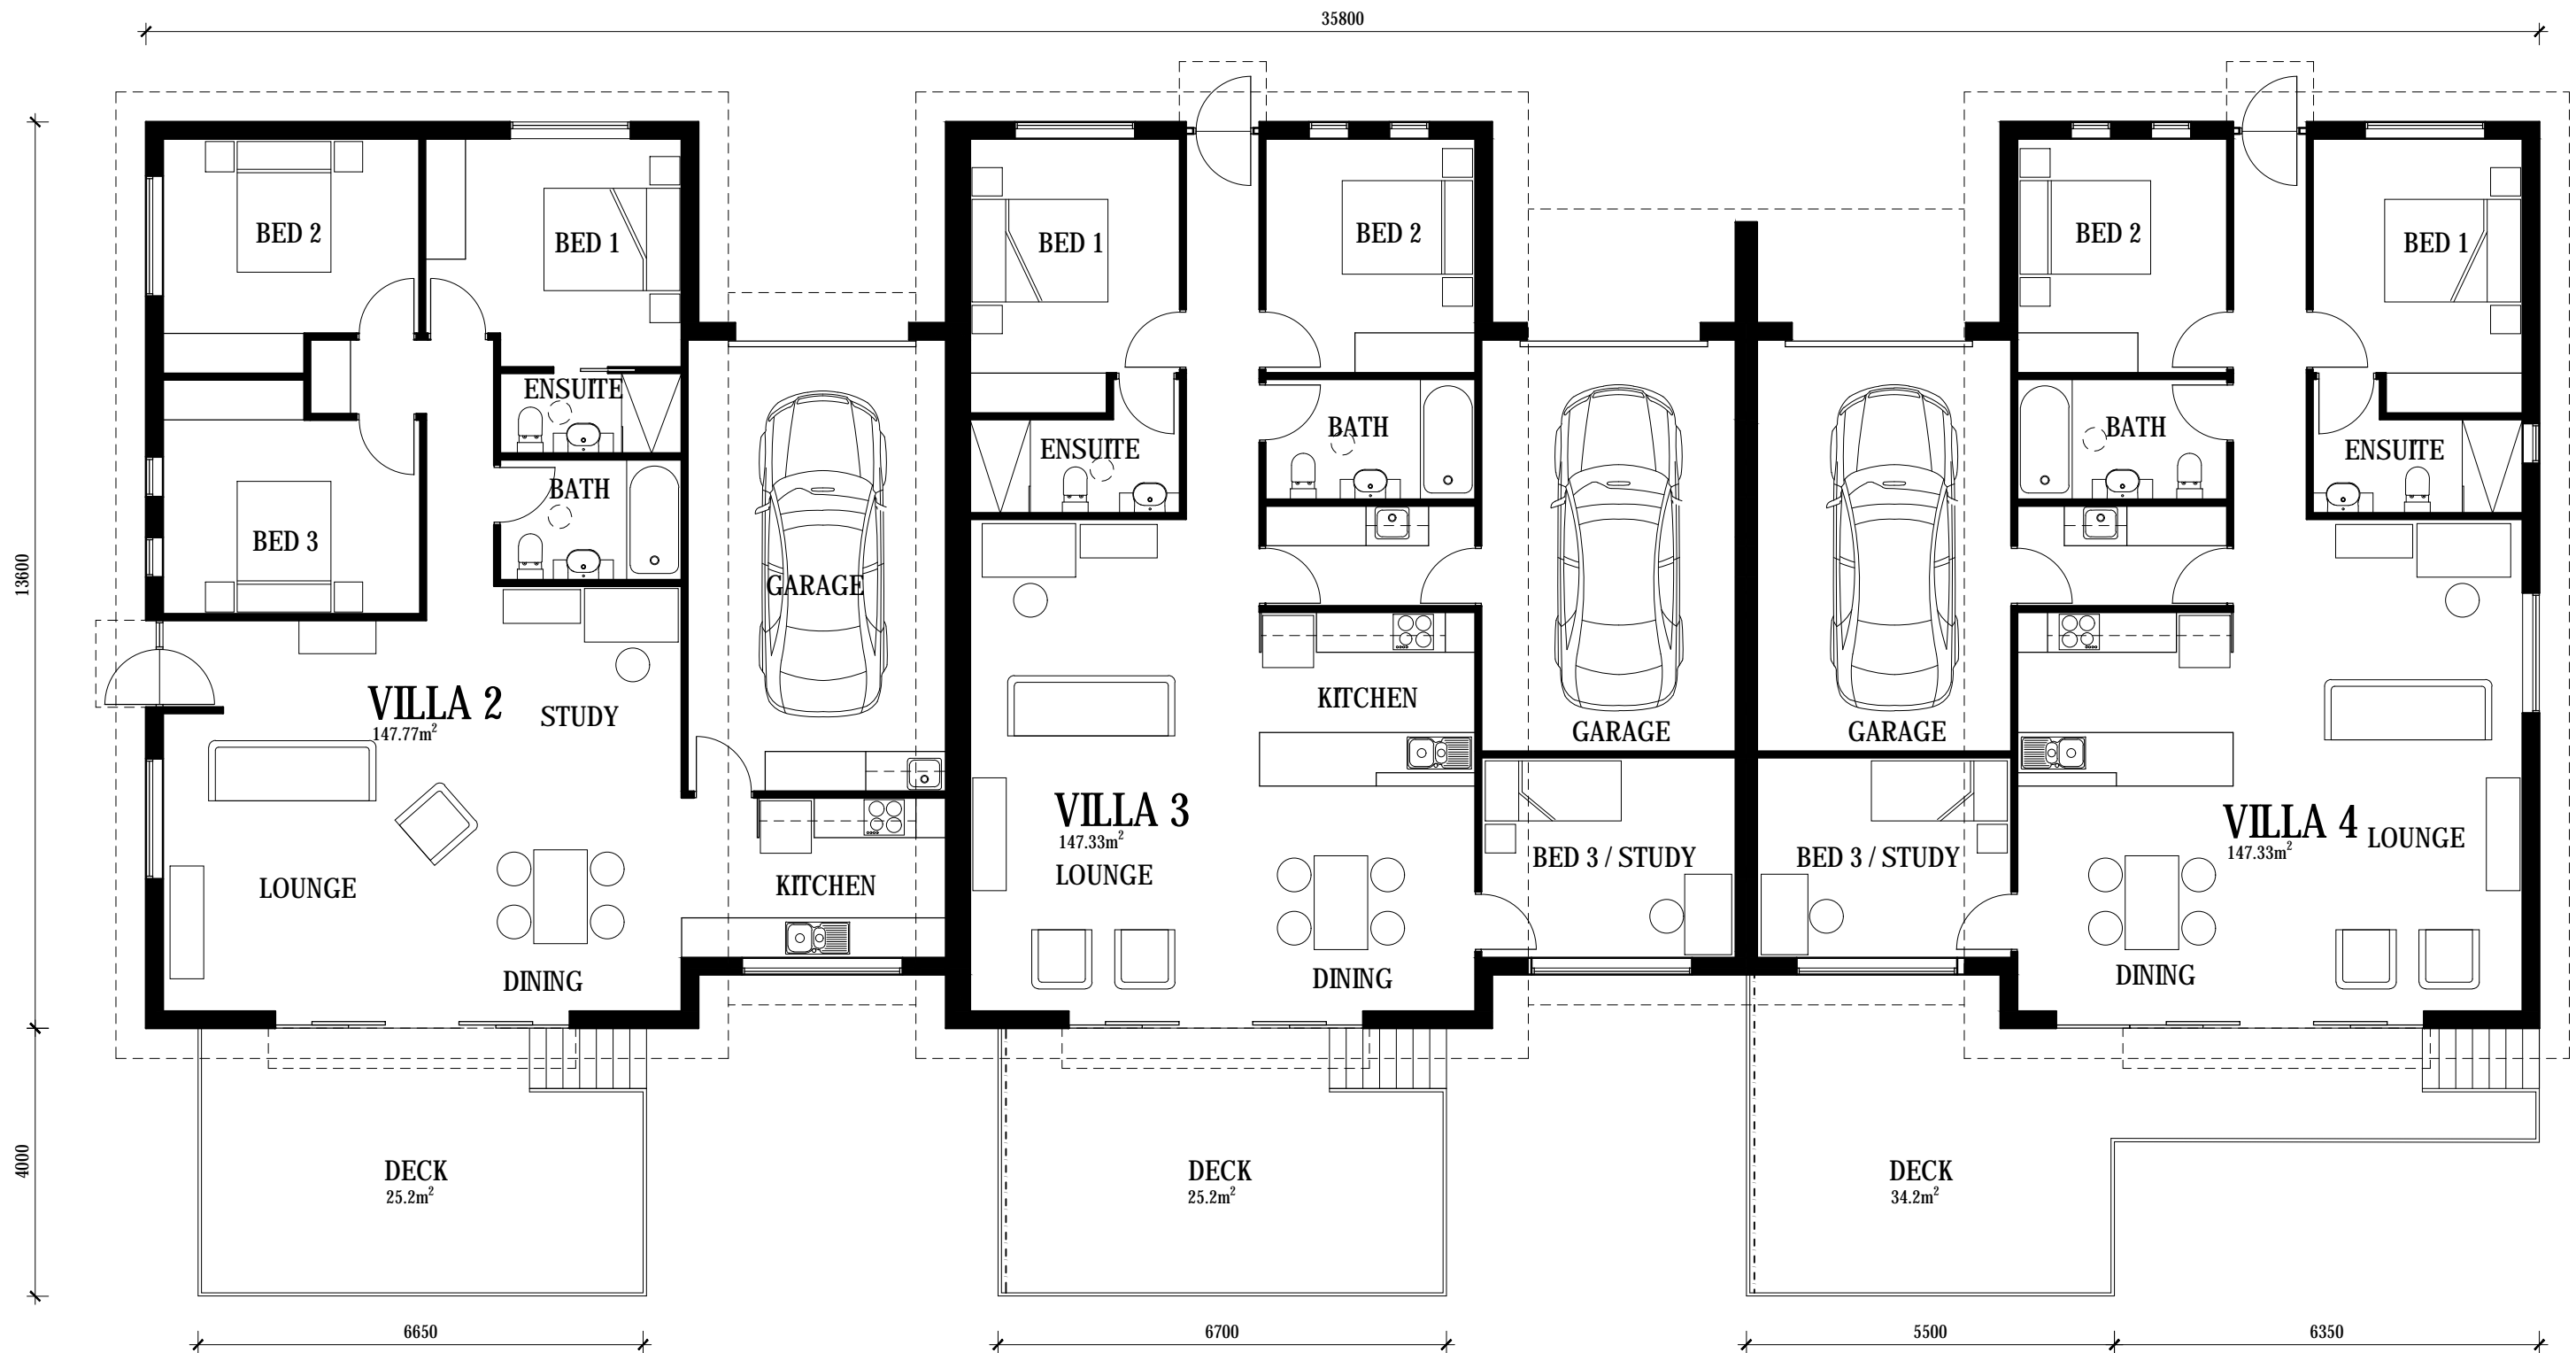 35800
13600
4000
BED 2
BED 1
ENSUITE
BATH
BED 3
GARAGE
VILLA 2
147.77m²
STUDY
LOUNGE
KITCHEN
DINING
DECK
25.2m²
6650
BED 1
BED 2
ENSUITE
BATH
KITCHEN
GARAGE
VILLA 3
147.33m²
LOUNGE
BED 3 / STUDY
DINING
DECK
25.2m²
6700
BED 2
BED 1
BATH
ENSUITE
GARAGE
VILLA 4
147.33m²
LOUNGE
BED 3 / STUDY
DINING
DECK
34.2m²
5500
6350